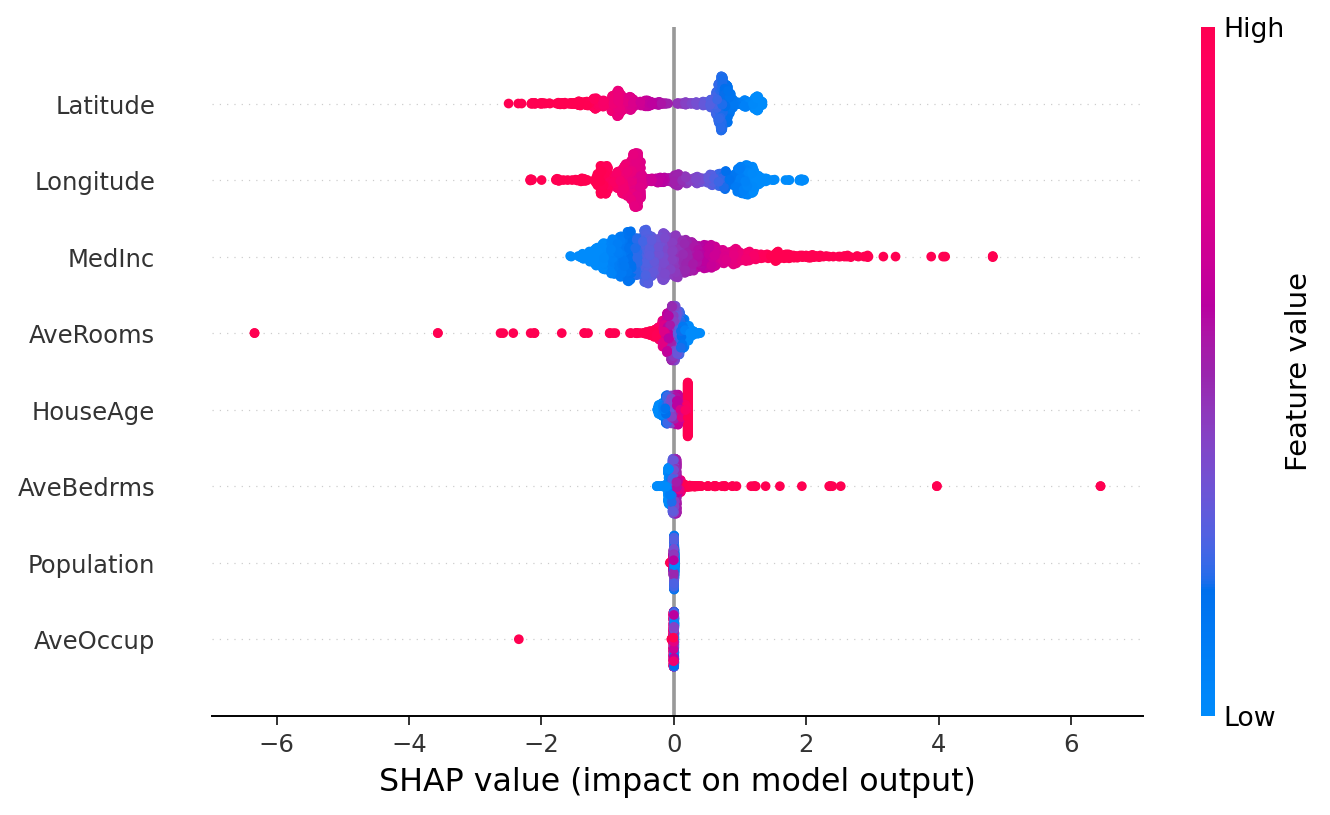 High
Latitude
Longitude
MedInc
AveRooms
HouseAge
AveBedrms
Population
AveOccup
Feature value
Low
−6 −4 −2 0 2 4 6
SHAP value (impact on model output)